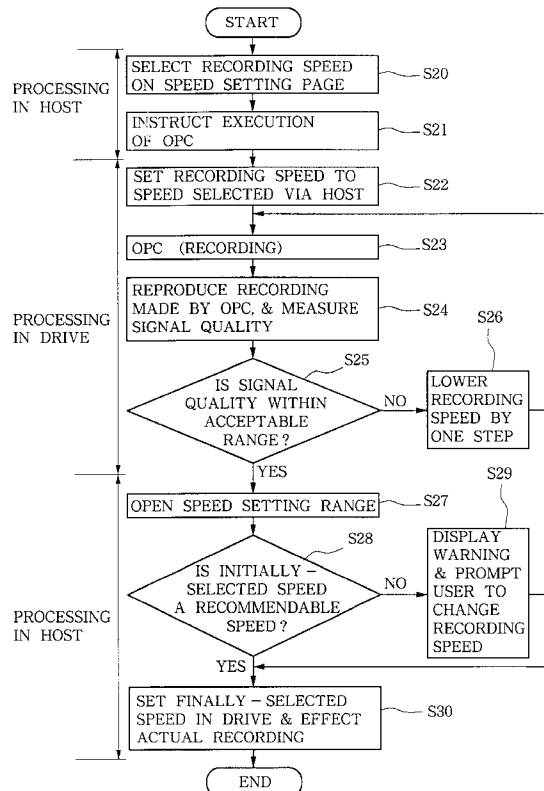 START
PROCESSING
IN HOST
SELECT RECORDING SPEED
ON SPEED SETTING PAGE
S20
INSTRUCT EXECUTION
OF OPC
S21
PROCESSING
IN DRIVE
SET RECORDING SPEED TO
SPEED SELECTED VIA HOST
S22
OPC (RECORDING)
S23
REPRODUCE RECORDING
MADE BY OPC, & MEASURE
SIGNAL QUALITY
S24
S25
IS SIGNAL
QUALITY WITHIN
ACCEPTABLE
RANGE?
NO
S26
LOWER
RECORDING
SPEED BY
ONE STEP
YES
PROCESSING
IN HOST
OPEN SPEED SETTING RANGE
S27
S28
IS INITIALLY-
SELECTED SPEED
A RECOMMENDABLE
SPEED?
NO
S29
DISPLAY
WARNING
& PROMPT
USER TO
CHANGE
RECORDING
SPEED
YES
SET FINALLY-SELECTED
SPEED IN DRIVE & EFFECT
ACTUAL RECORDING
S30
END